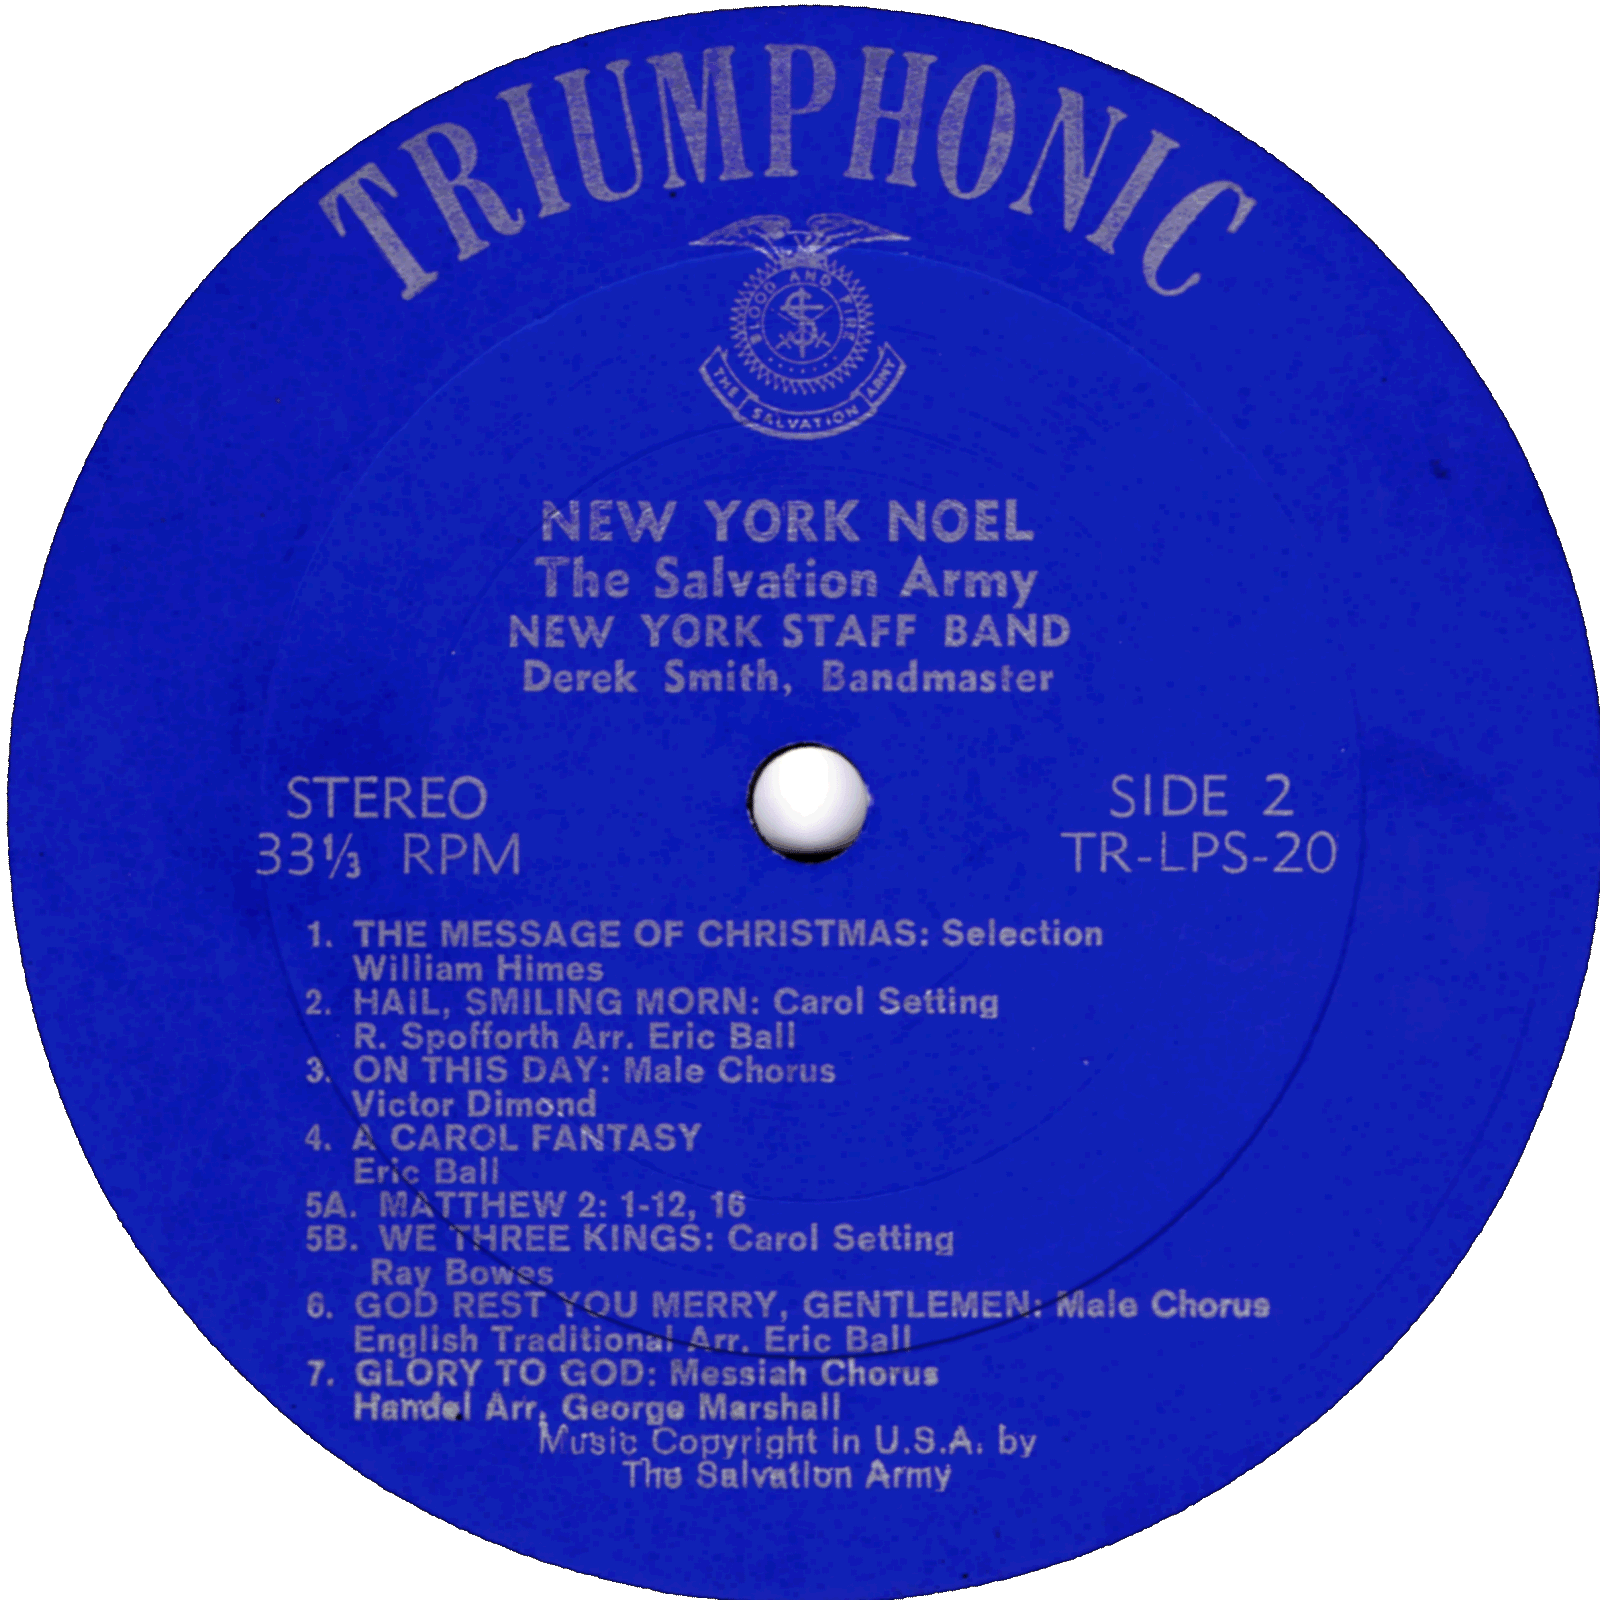 TRIUMPHONIC
BLOOD AND FIRE
S
THE SALVATION ARMY
NEW YORK NOEL
The Salvation Army
NEW YORK STAFF BAND
Derek Smith, Bandmaster
STEREO
33⅓ RPM
SIDE 2
TR-LPS-20
1. THE MESSAGE OF CHRISTMAS: Selection
William Himes
2. HAIL, SMILING MORN: Carol Setting
R. Spofforth Arr. Eric Ball
3. ON THIS DAY: Male Chorus
Victor Dimond
4. A CAROL FANTASY
Eric Ball
5A. MATTHEW 2: 1-12, 16
5B. WE THREE KINGS: Carol Setting
Ray Bowes
6. GOD REST YOU MERRY, GENTLEMEN: Male Chorus
English Traditional Arr. Eric Ball
7. GLORY TO GOD: Messiah Chorus
Handel Arr. George Marshall
Music Copyright in U.S.A. by
The Salvation Army